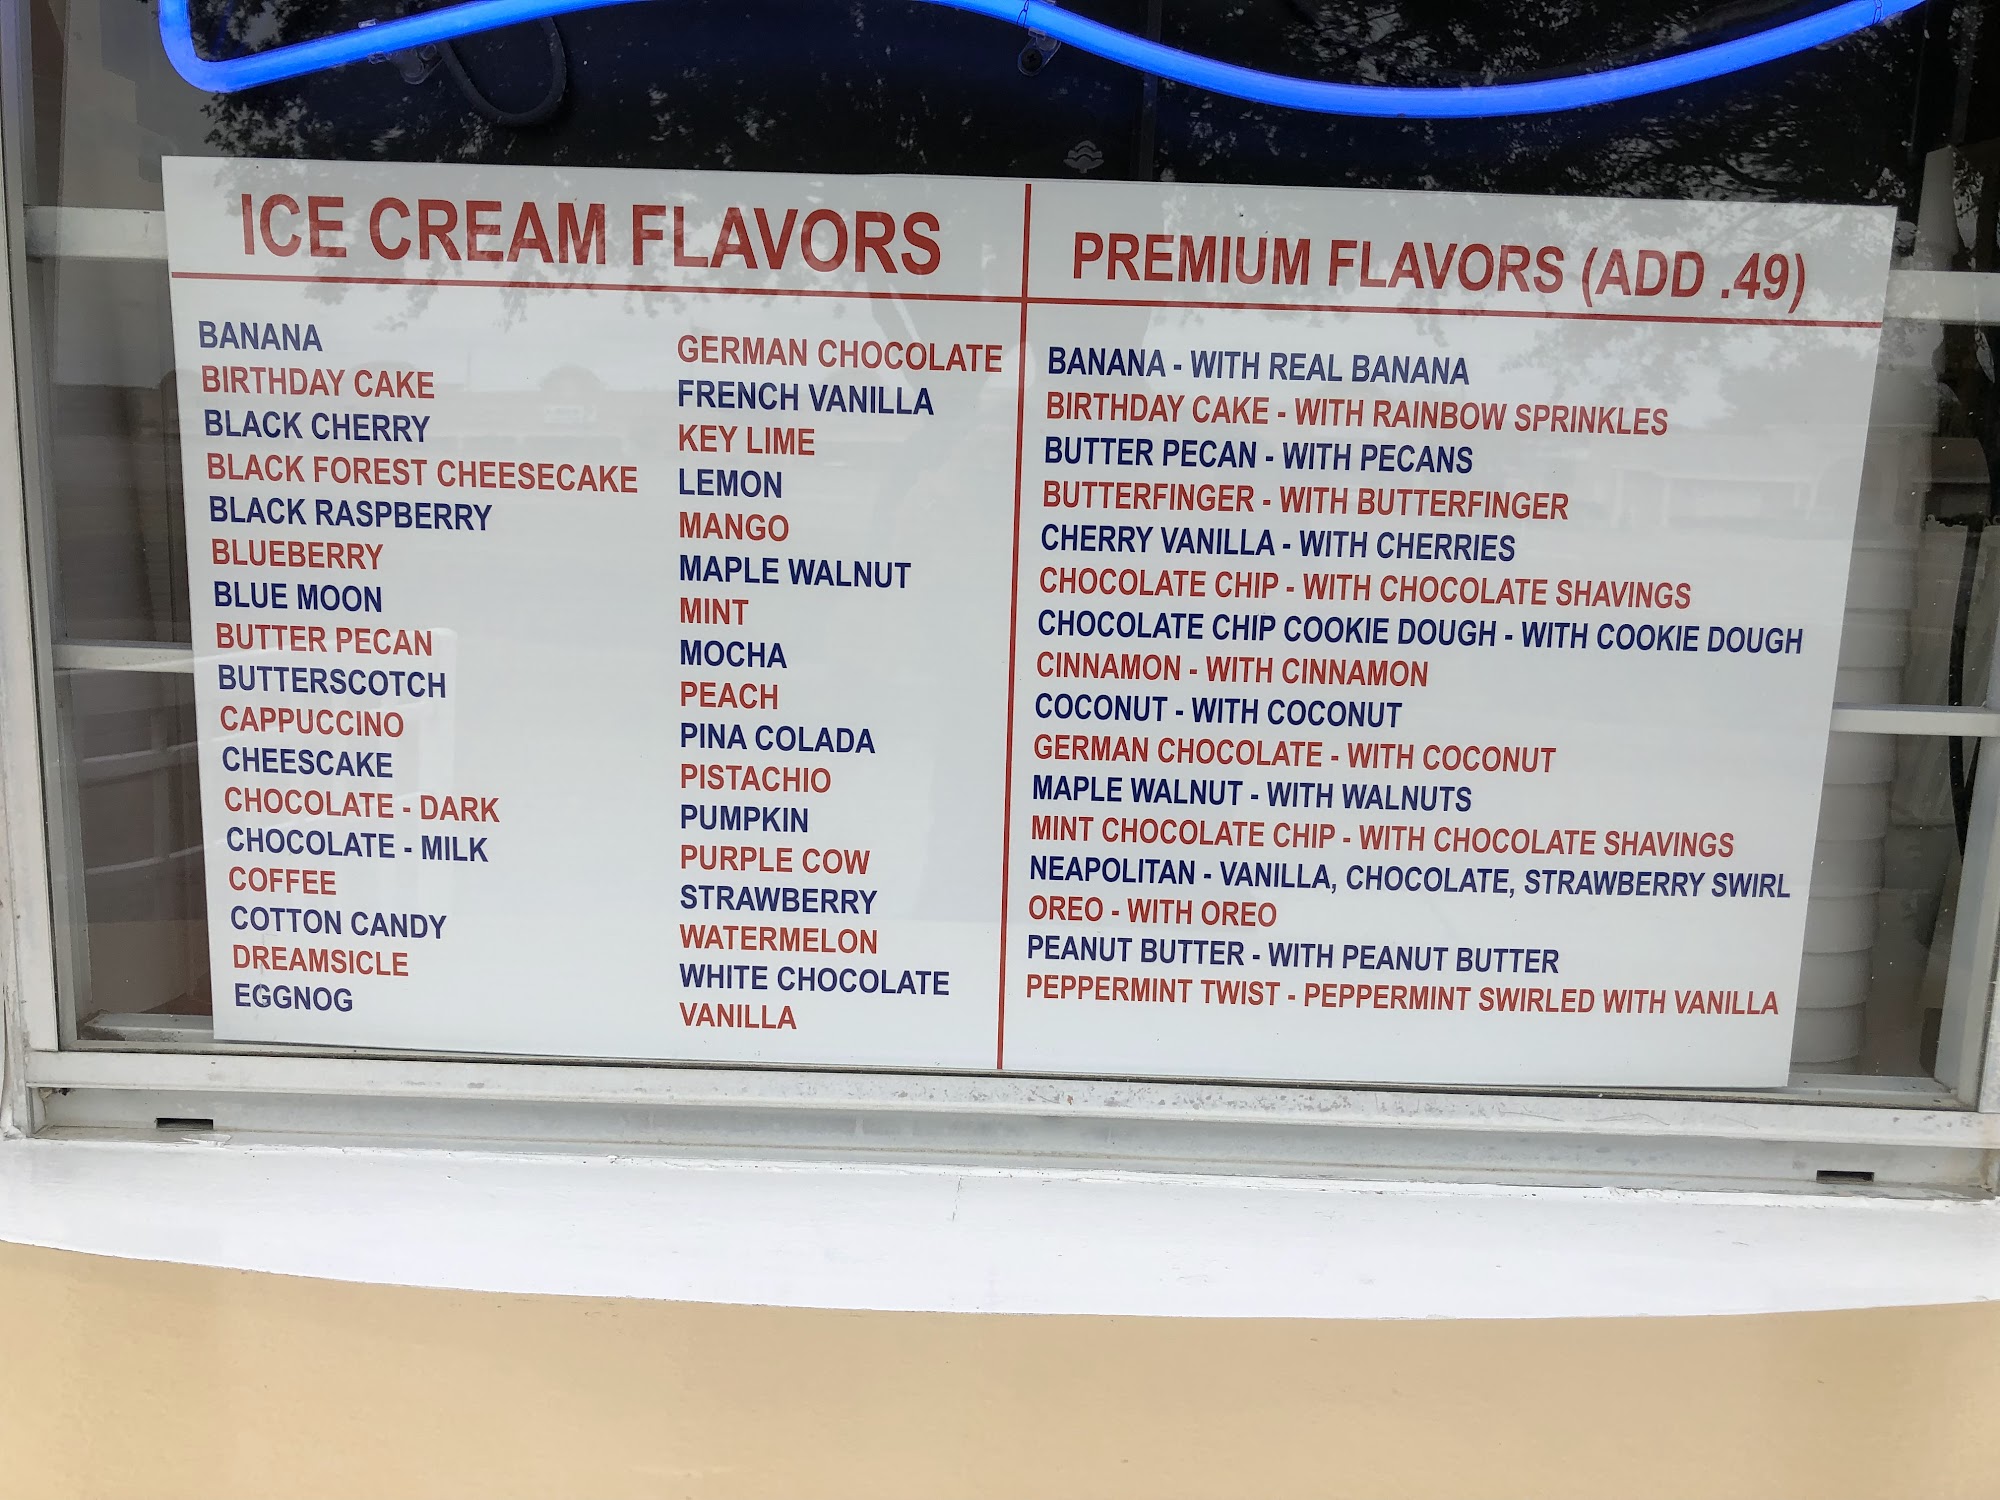 ICE CREAM FLAVORS
BANANA
BIRTHDAY CAKE
BLACK CHERRY
BLACK FOREST CHEESECAKE
BLACK RASPBERRY
BLUEBERRY
BLUE MOON
BUTTER PECAN
BUTTERSCOTCH
CAPPUCCINO
CHEESCAKE
CHOCOLATE - DARK
CHOCOLATE - MILK
COFFEE
COTTON CANDY
DREAMSICLE
EGGNOG
GERMAN CHOCOLATE
FRENCH VANILLA
KEY LIME
LEMON
MANGO
MAPLE WALNUT
MINT
MOCHA
PEACH
PINA COLADA
PISTACHIO
PUMPKIN
PURPLE COW
STRAWBERRY
WATERMELON
WHITE CHOCOLATE
VANILLA
PREMIUM FLAVORS (ADD .49)
BANANA - WITH REAL BANANA
BIRTHDAY CAKE - WITH RAINBOW SPRINKLES
BUTTER PECAN - WITH PECANS
BUTTERFINGER - WITH BUTTERFINGER
CHERRY VANILLA - WITH CHERRIES
CHOCOLATE CHIP - WITH CHOCOLATE SHAVINGS
CHOCOLATE CHIP COOKIE DOUGH - WITH COOKIE DOUGH
CINNAMON - WITH CINNAMON
COCONUT - WITH COCONUT
GERMAN CHOCOLATE - WITH COCONUT
MAPLE WALNUT - WITH WALNUTS
MINT CHOCOLATE CHIP - WITH CHOCOLATE SHAVINGS
NEAPOLITAN - VANILLA, CHOCOLATE, STRAWBERRY SWIRL
OREO - WITH OREO
PEANUT BUTTER - WITH PEANUT BUTTER
PEPPERMINT TWIST - PEPPERMINT SWIRLED WITH VANILLA